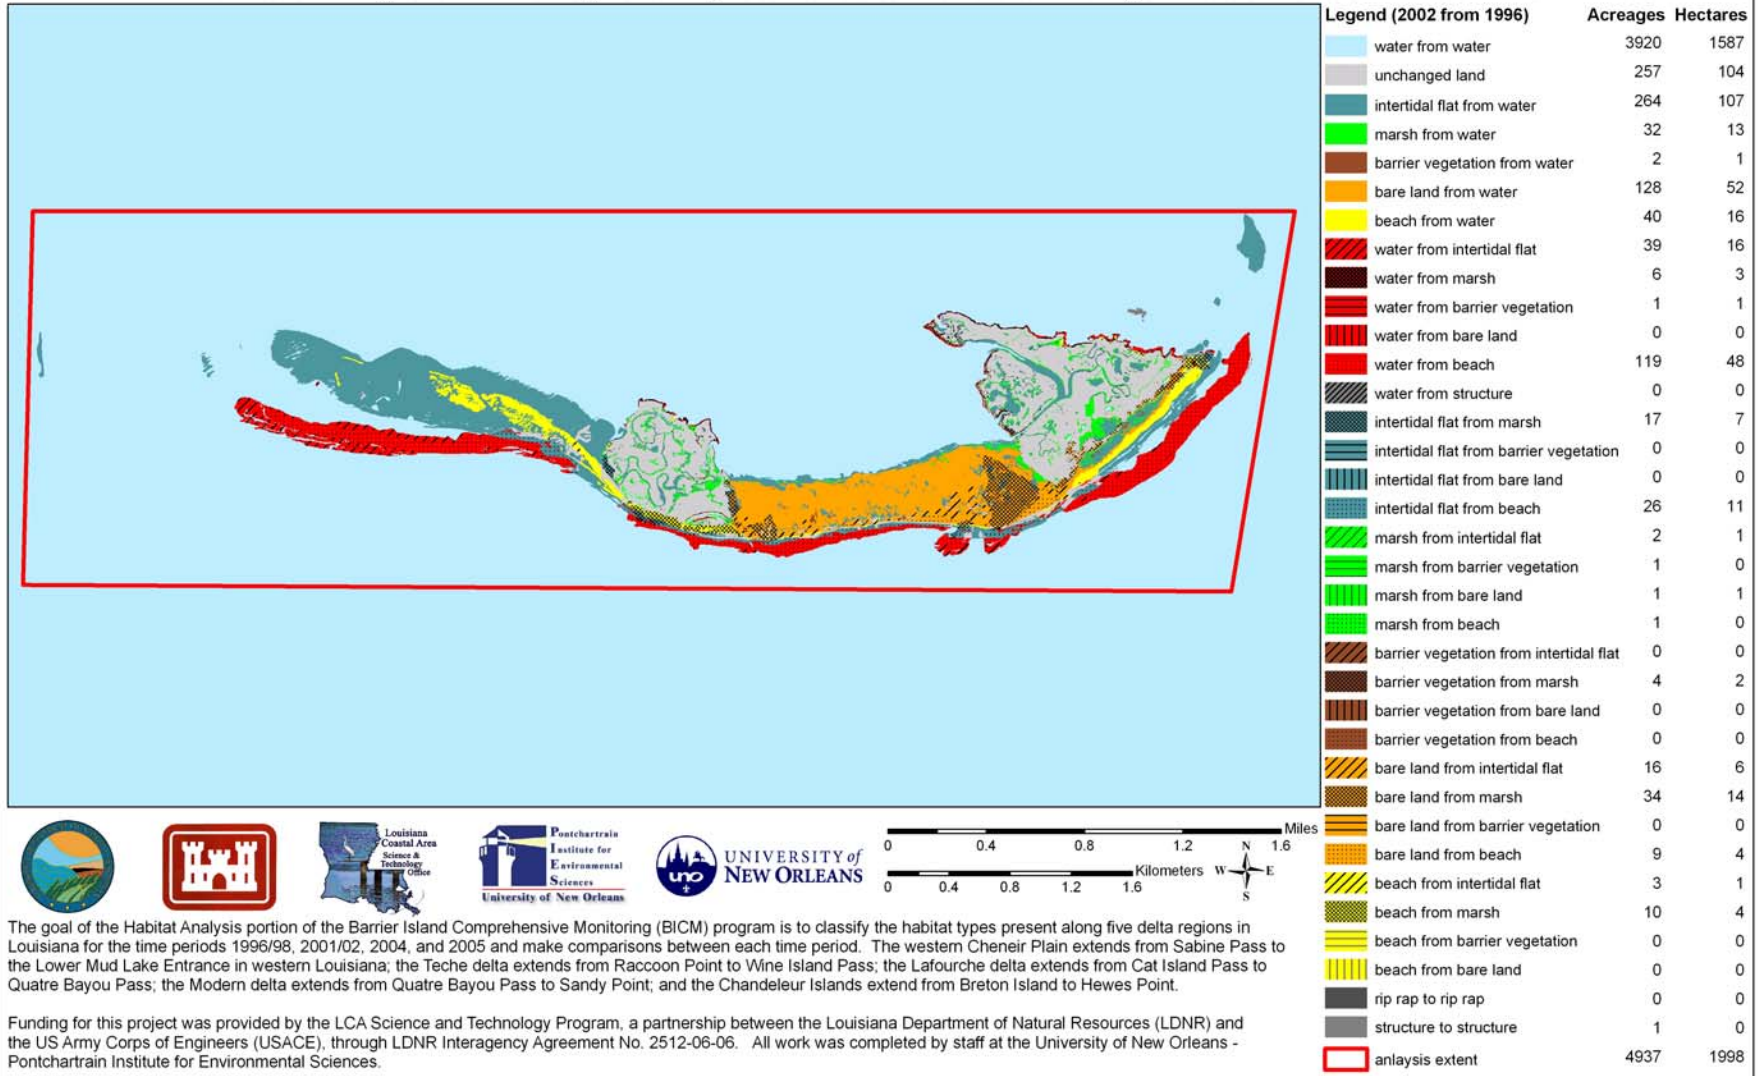 Legend (2002 from 1996) Acreages Hectares
water from water 3920 1587
unchanged land 257 104
intertidal flat from water 264 107
marsh from water 32 13
barrier vegetation from water 2 1
bare land from water 128 52
beach from water 40 16
water from intertidal flat 39 16
water from marsh 6 3
water from barrier vegetation 1 1
water from bare land 0 0
water from beach 119 48
water from structure 0 0
intertidal flat from marsh 17 7
intertidal flat from barrier vegetation 0 0
intertidal flat from bare land 0 0
intertidal flat from beach 26 11
marsh from intertidal flat 2 1
marsh from barrier vegetation 1 0
marsh from bare land 1 1
marsh from beach 1 0
barrier vegetation from intertidal flat 0 0
barrier vegetation from marsh 4 2
barrier vegetation from bare land 0 0
barrier vegetation from beach 0 0
bare land from intertidal flat 16 6
bare land from marsh 34 14
bare land from barrier vegetation 0 0
bare land from beach 9 4
beach from intertidal flat 3 1
beach from marsh 10 4
beach from barrier vegetation 0 0
beach from bare land 0 0
rip rap to rip rap 0 0
structure to structure 1 0
anlaysis extent 4937 1998
Louisiana
Coastal Area
Science &
Technology
Office
Pontchartrain
Institute for
Environmental
Sciences
University of New Orleans
uno
UNIVERSITY of
NEW ORLEANS
Miles
0 0.4 0.8 1.2 1.6
Kilometers
0 0.4 0.8 1.2 1.6
N
W E
S
The goal of the Habitat Analysis portion of the Barrier Island Comprehensive Monitoring (BICM) program is to classify the habitat types present along five delta regions in
Louisiana for the time periods 1996/98, 2001/02, 2004, and 2005 and make comparisons between each time period. The western Cheneir Plain extends from Sabine Pass to
the Lower Mud Lake Entrance in western Louisiana; the Teche delta extends from Raccoon Point to Wine Island Pass; the Lafourche delta extends from Cat Island Pass to
Quatre Bayou Pass; the Modern delta extends from Quatre Bayou Pass to Sandy Point; and the Chandeleur Islands extend from Breton Island to Hewes Point.
Funding for this project was provided by the LCA Science and Technology Program, a partnership between the Louisiana Department of Natural Resources (LDNR) and
the US Army Corps of Engineers (USACE), through LDNR Interagency Agreement No. 2512-06-06. All work was completed by staff at the University of New Orleans -
Pontchartrain Institute for Environmental Sciences.